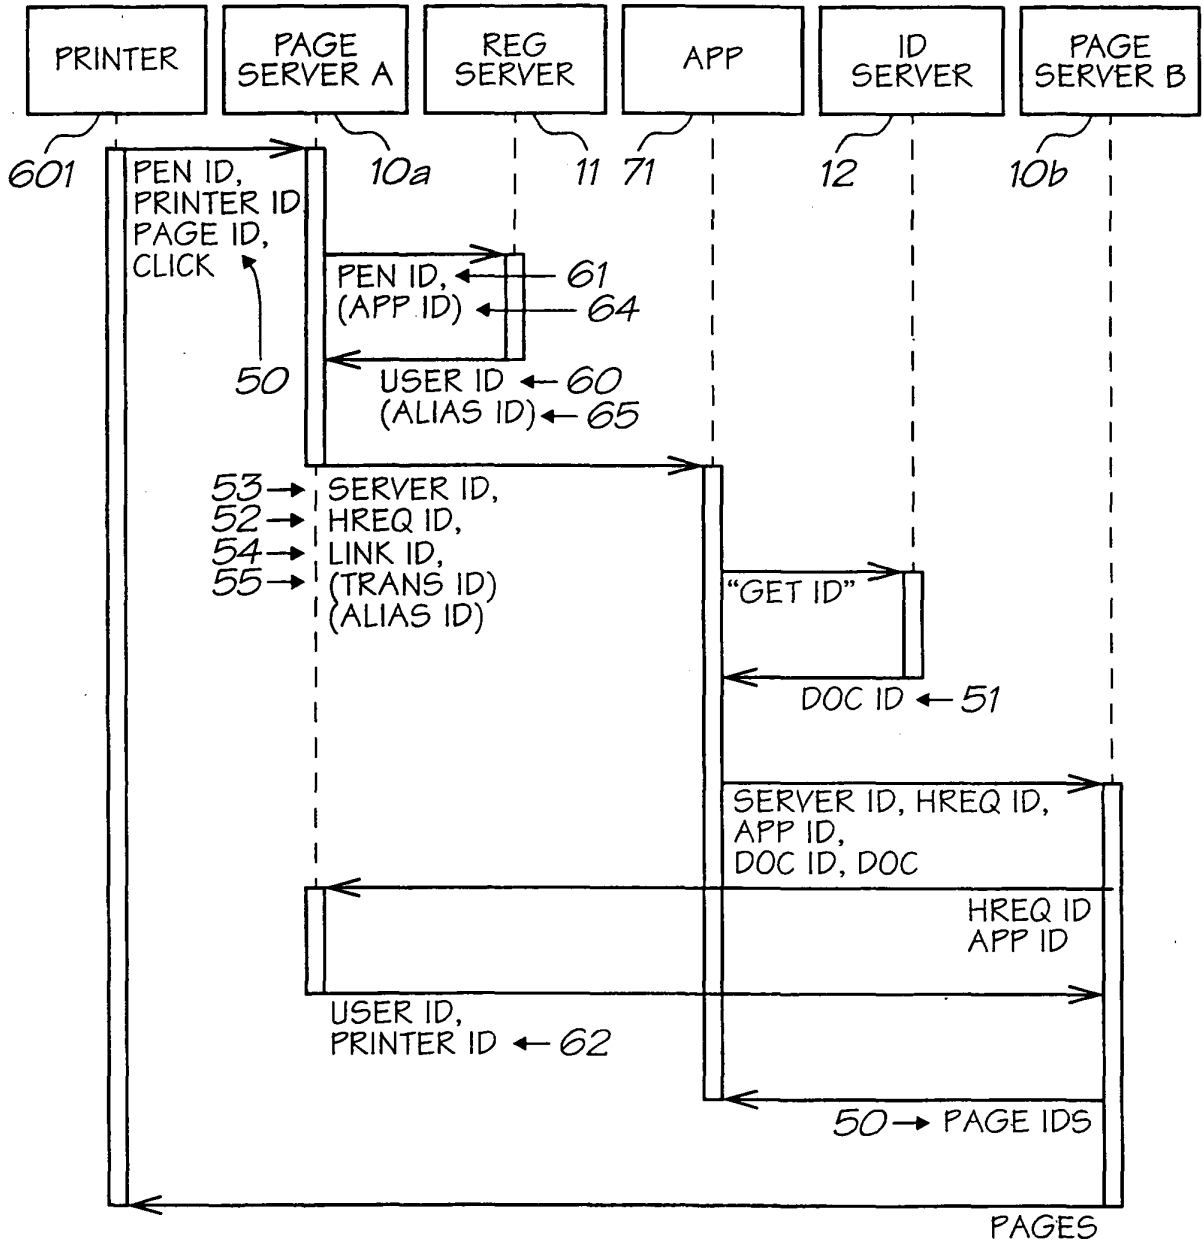 PRINTER
PAGE
SERVER A
REG
SERVER
APP
ID
SERVER
PAGE
SERVER B
601
10a
11
71
12
10b
PEN ID,
PRINTER ID
PAGE ID,
CLICK
50
PEN ID,
61
(APP ID)
64
USER ID
60
(ALIAS ID)
65
53
SERVER ID,
52
HREQ ID,
54
LINK ID,
55
(TRANS ID)
(ALIAS ID)
"GET ID"
DOC ID
51
SERVER ID, HREQ ID,
APP ID,
DOC ID, DOC
HREQ ID
APP ID
USER ID,
PRINTER ID
62
50
PAGE IDS
PAGES